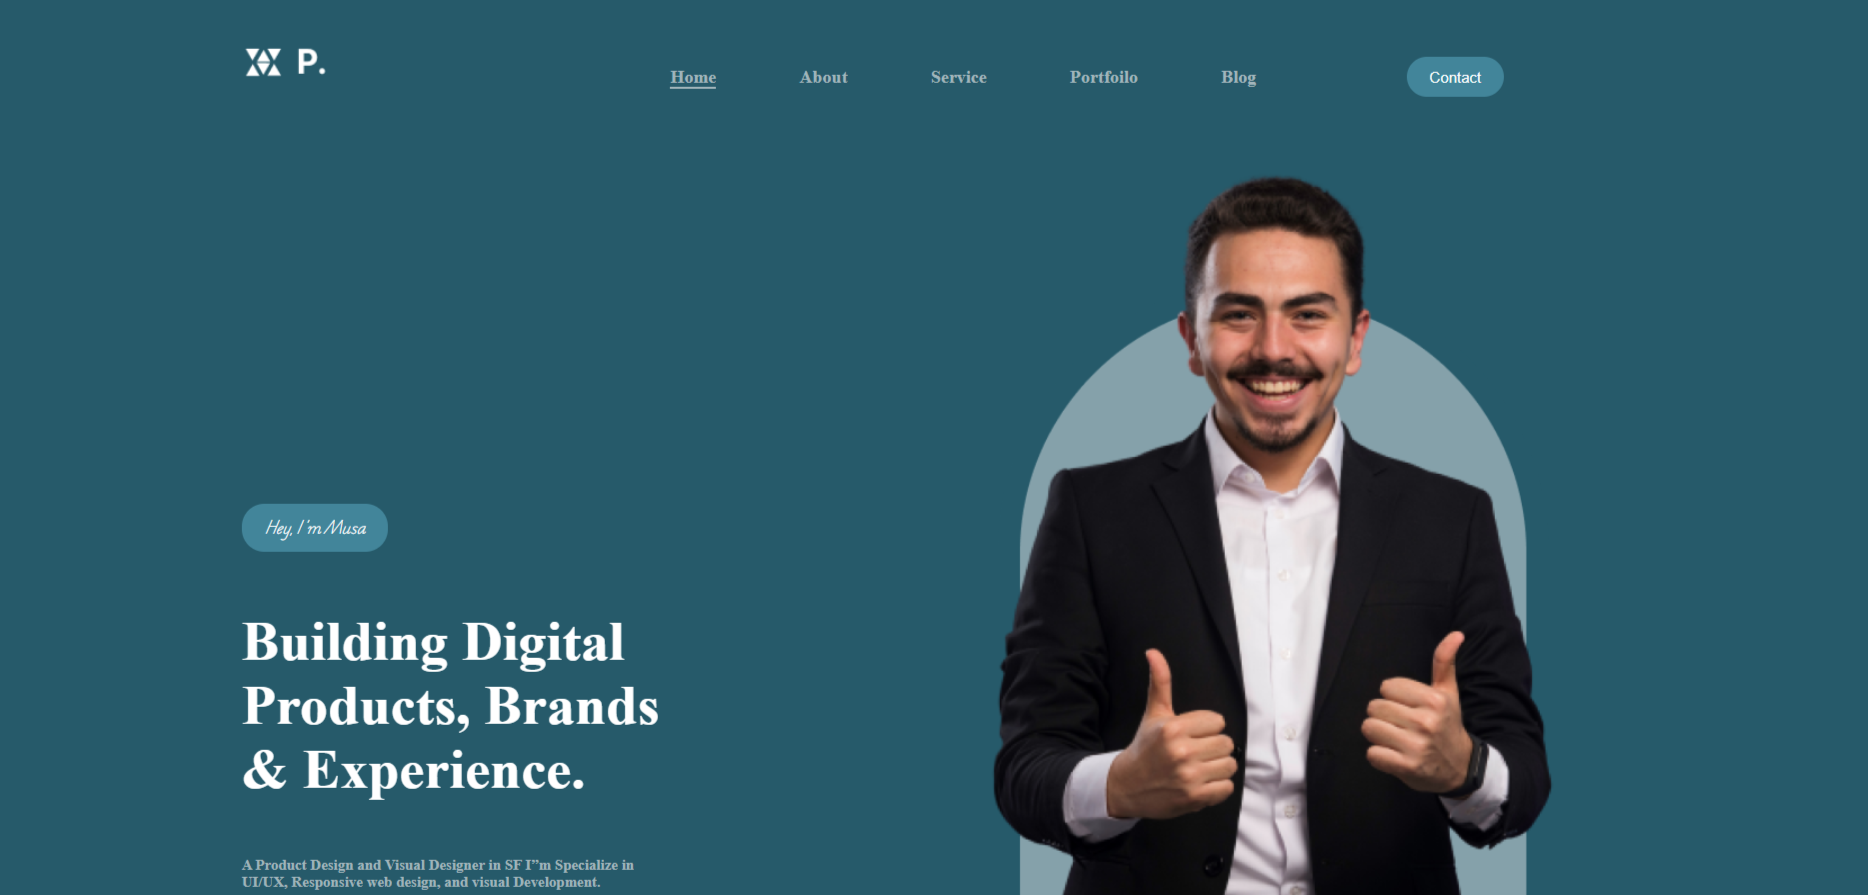 P.
Home About Service Portfoilo Blog Contact
Hey, I'm Musa
Building Digital
Products, Brands
& Experience.
A Product Design and Visual Designer in SF I"m Specialize in
UI/UX, Responsive web design, and visual Development.